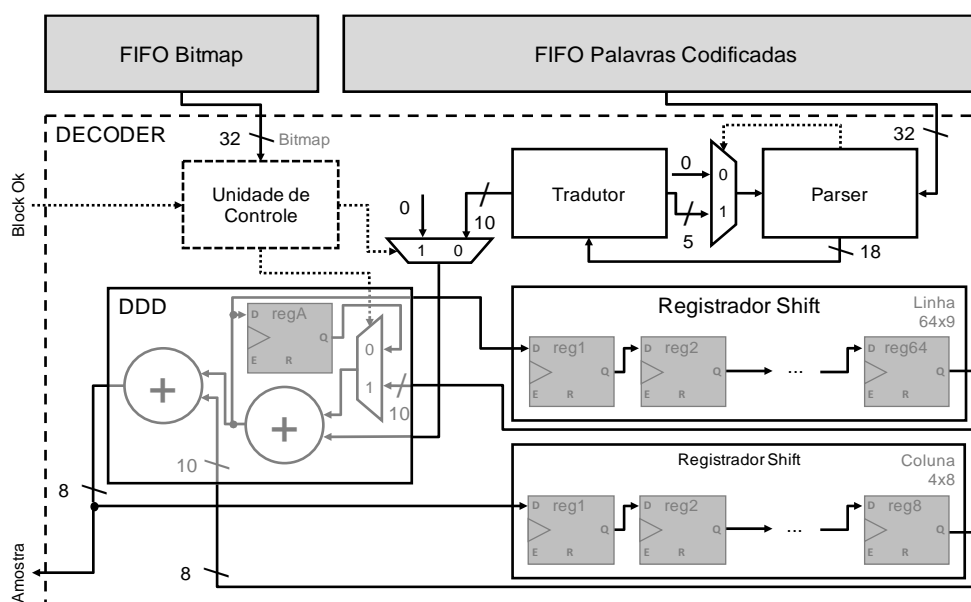 FIFO Bitmap
FIFO Palavras Codificadas
DECODER
32
Bitmap
32
Block Ok
Unidade de
Controle
0
10
1 0
Tradutor
0
0
1
5
Parser
18
DDD
D
regA
Q
E R
0
1
10
+
+
10
Registrador Shift
Linha
64x9
D reg1
Q
E R
D reg2
Q
E R
...
D reg64
Q
E R
Registrador Shift
Coluna
4x8
D reg1
Q
E R
D reg2
Q
E R
...
D reg8
Q
E R
8
8
Amostra